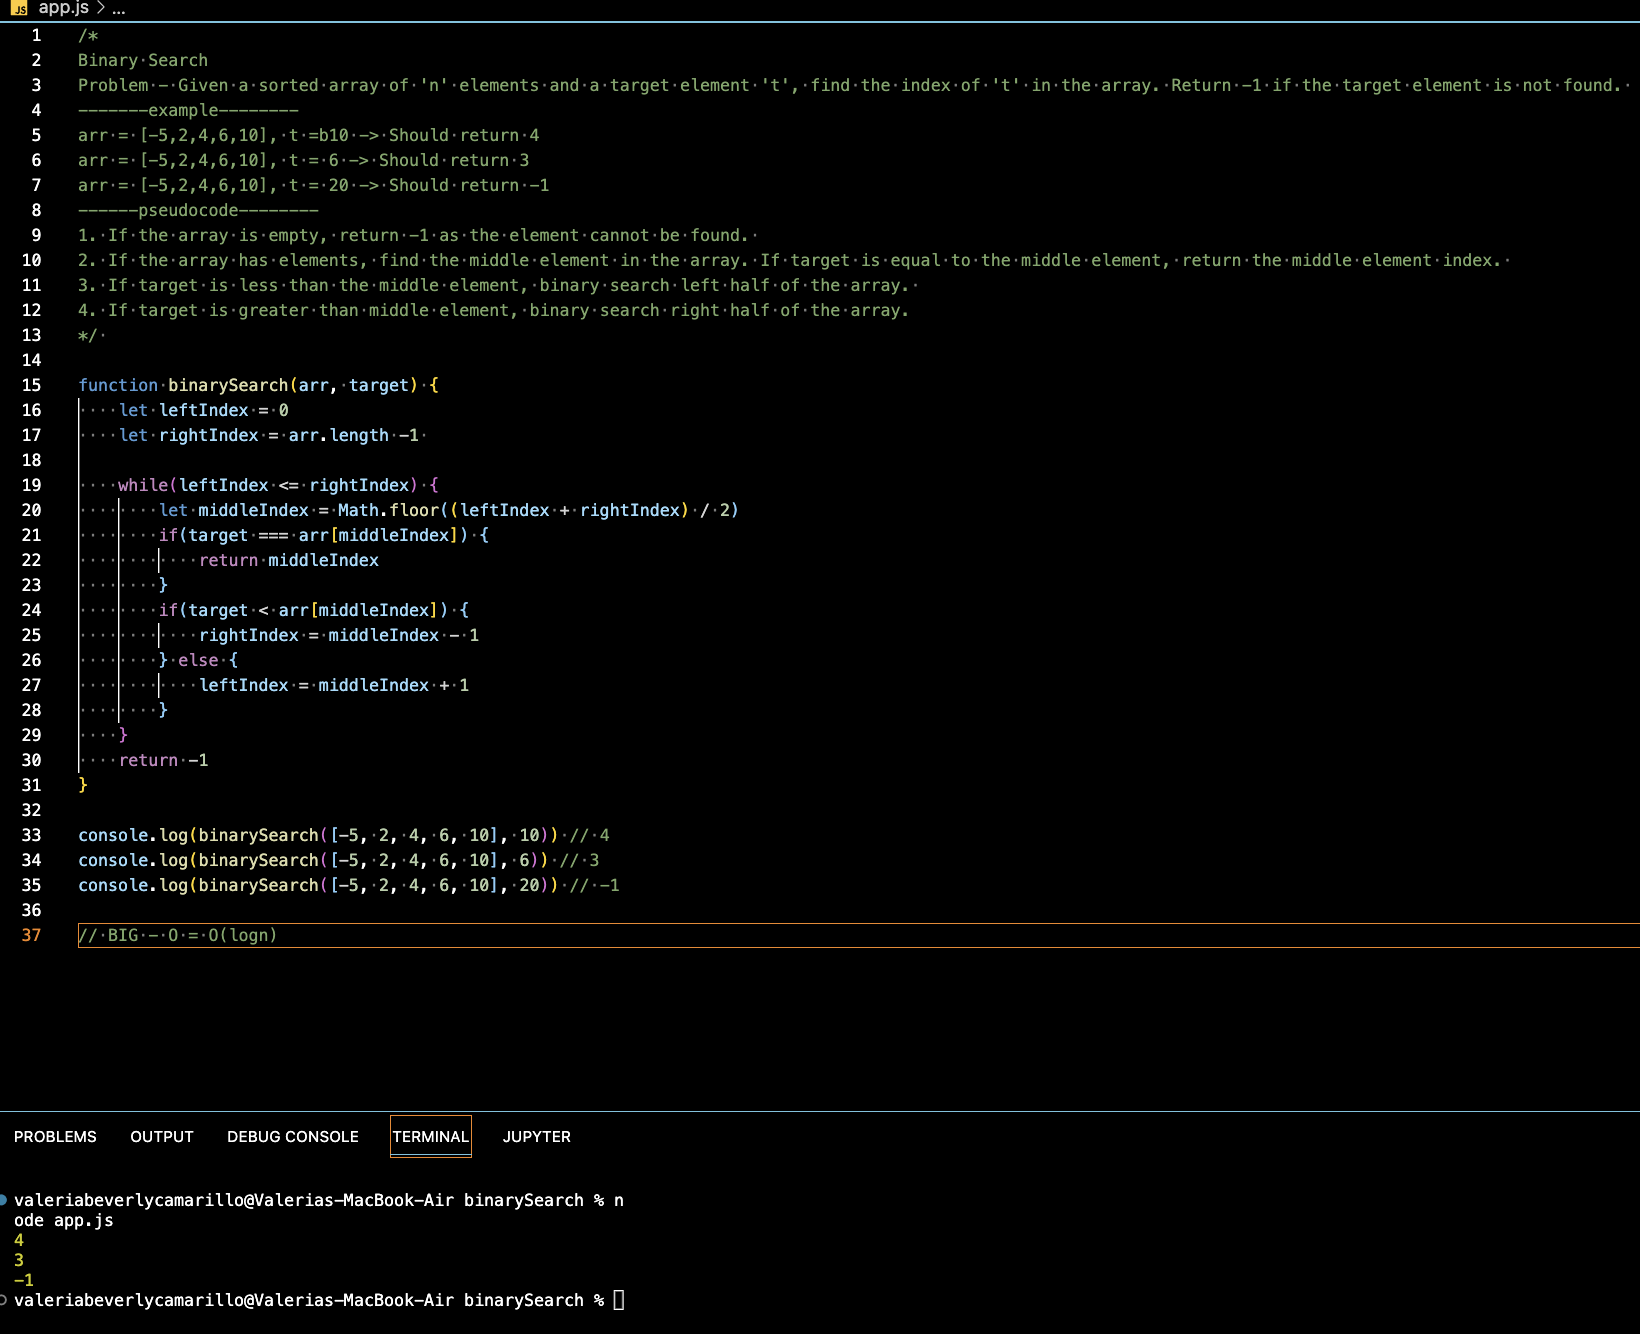 JS app.js > ...
1 /*
2 Binary Search
3 Problem - Given a sorted array of 'n' elements and a target element 't', find the index of 't' in the array. Return -1 if the target element is not found.
4 -------example--------
5 arr = [-5,2,4,6,10], t =b10 -> Should return 4
6 arr = [-5,2,4,6,10], t = 6 -> Should return 3
7 arr = [-5,2,4,6,10], t = 20 -> Should return -1
8 ------pseudocode--------
9 1. If the array is empty, return -1 as the element cannot be found.
10 2. If the array has elements, find the middle element in the array. If target is equal to the middle element, return the middle element index.
11 3. If target is less than the middle element, binary search left half of the array.
12 4. If target is greater than middle element, binary search right half of the array.
13 */
14
15 function binarySearch(arr, target) {
16     let leftIndex = 0
17     let rightIndex = arr.length -1
18
19     while(leftIndex <= rightIndex) {
20         let middleIndex = Math.floor((leftIndex + rightIndex) / 2)
21         if(target === arr[middleIndex]) {
22             return middleIndex
23         }
24         if(target < arr[middleIndex]) {
25             rightIndex = middleIndex - 1
26         } else {
27             leftIndex = middleIndex + 1
28         }
29     }
30     return -1
31 }
32
33 console.log(binarySearch([-5, 2, 4, 6, 10], 10)) // 4
34 console.log(binarySearch([-5, 2, 4, 6, 10], 6)) // 3
35 console.log(binarySearch([-5, 2, 4, 6, 10], 20)) // -1
36
37 // BIG - O = O(logn)
PROBLEMS OUTPUT DEBUG CONSOLE TERMINAL JUPYTER
valeriabeverlycamarillo@Valerias-MacBook-Air binarySearch % n
ode app.js
4
3
-1
valeriabeverlycamarillo@Valerias-MacBook-Air binarySearch %